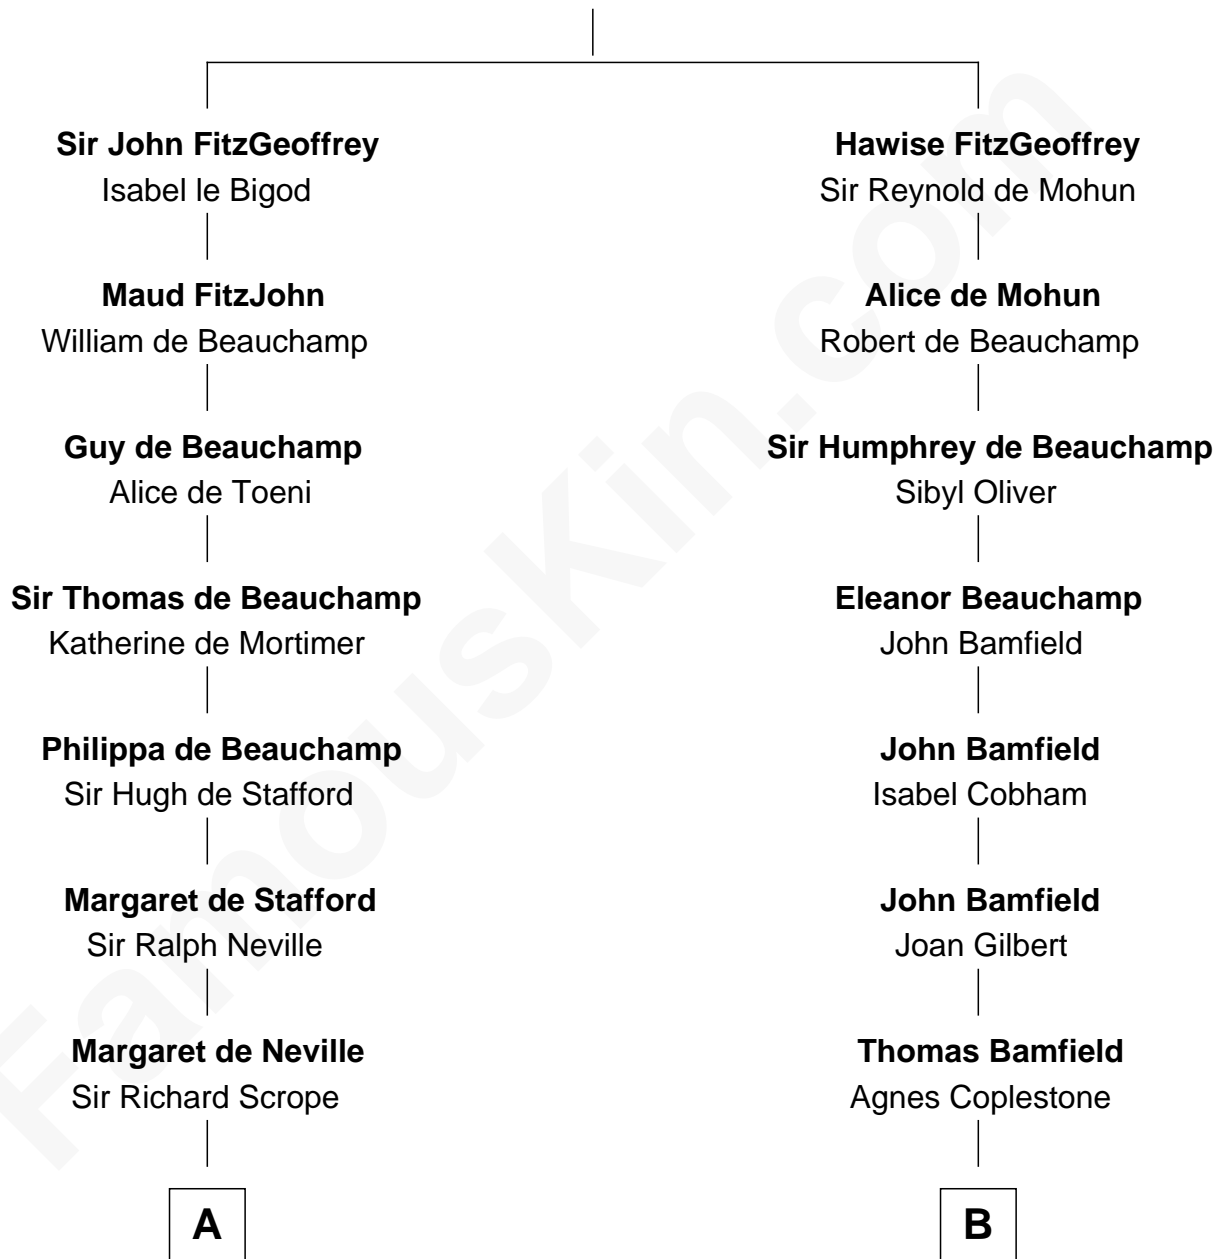 Sir John FitzGeoffrey
Isabel le Bigod
Maud FitzJohn
William de Beauchamp
Guy de Beauchamp
Alice de Toeni
Sir Thomas de Beauchamp
Katherine de Mortimer
Philippa de Beauchamp
Sir Hugh de Stafford
Margaret de Stafford
Sir Ralph Neville
Margaret de Neville
Sir Richard Scrope
A
Hawise FitzGeoffrey
Sir Reynold de Mohun
Alice de Mohun
Robert de Beauchamp
Sir Humphrey de Beauchamp
Sibyl Oliver
Eleanor Beauchamp
John Bamfield
John Bamfield
Isabel Cobham
John Bamfield
Joan Gilbert
Thomas Bamfield
Agnes Coplestone
B
FamousKin.com